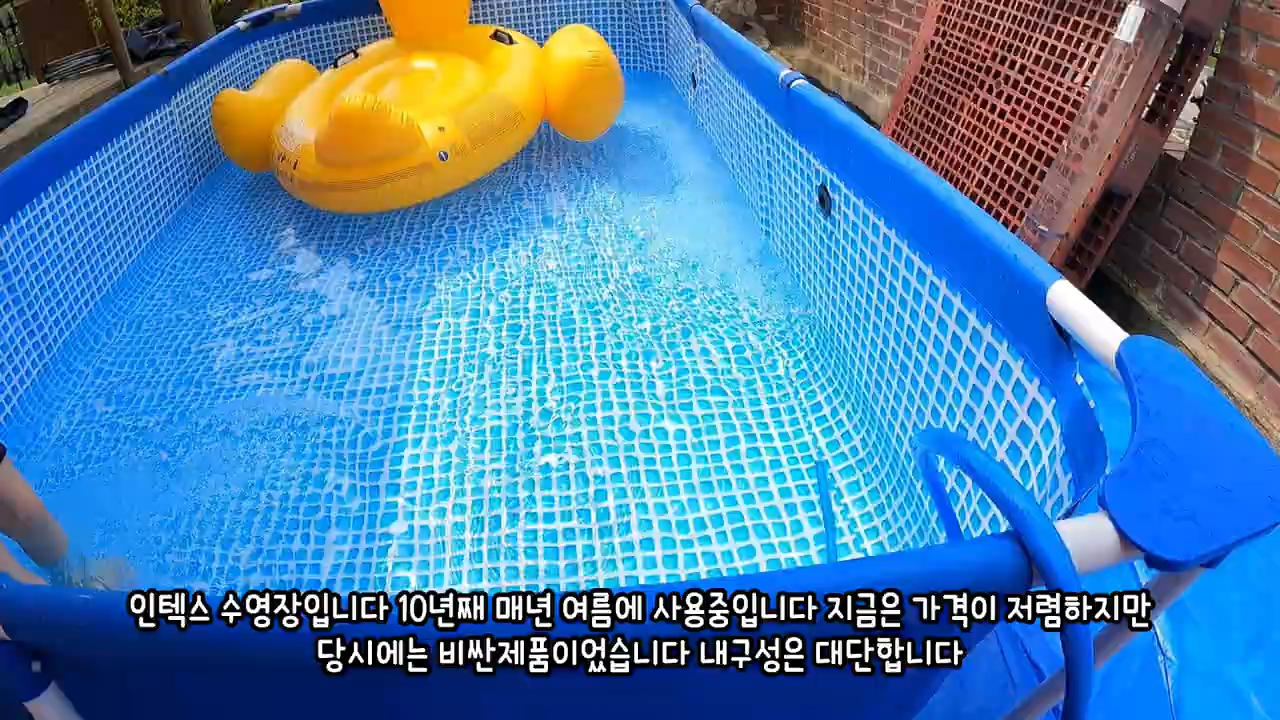 인텍스 수영장입니다 10년째 매년 여름에 사용중입니다 지금은 가격이 저렴하지만
당시에는 비싼제품이었습니다 내구성은 대단합니다